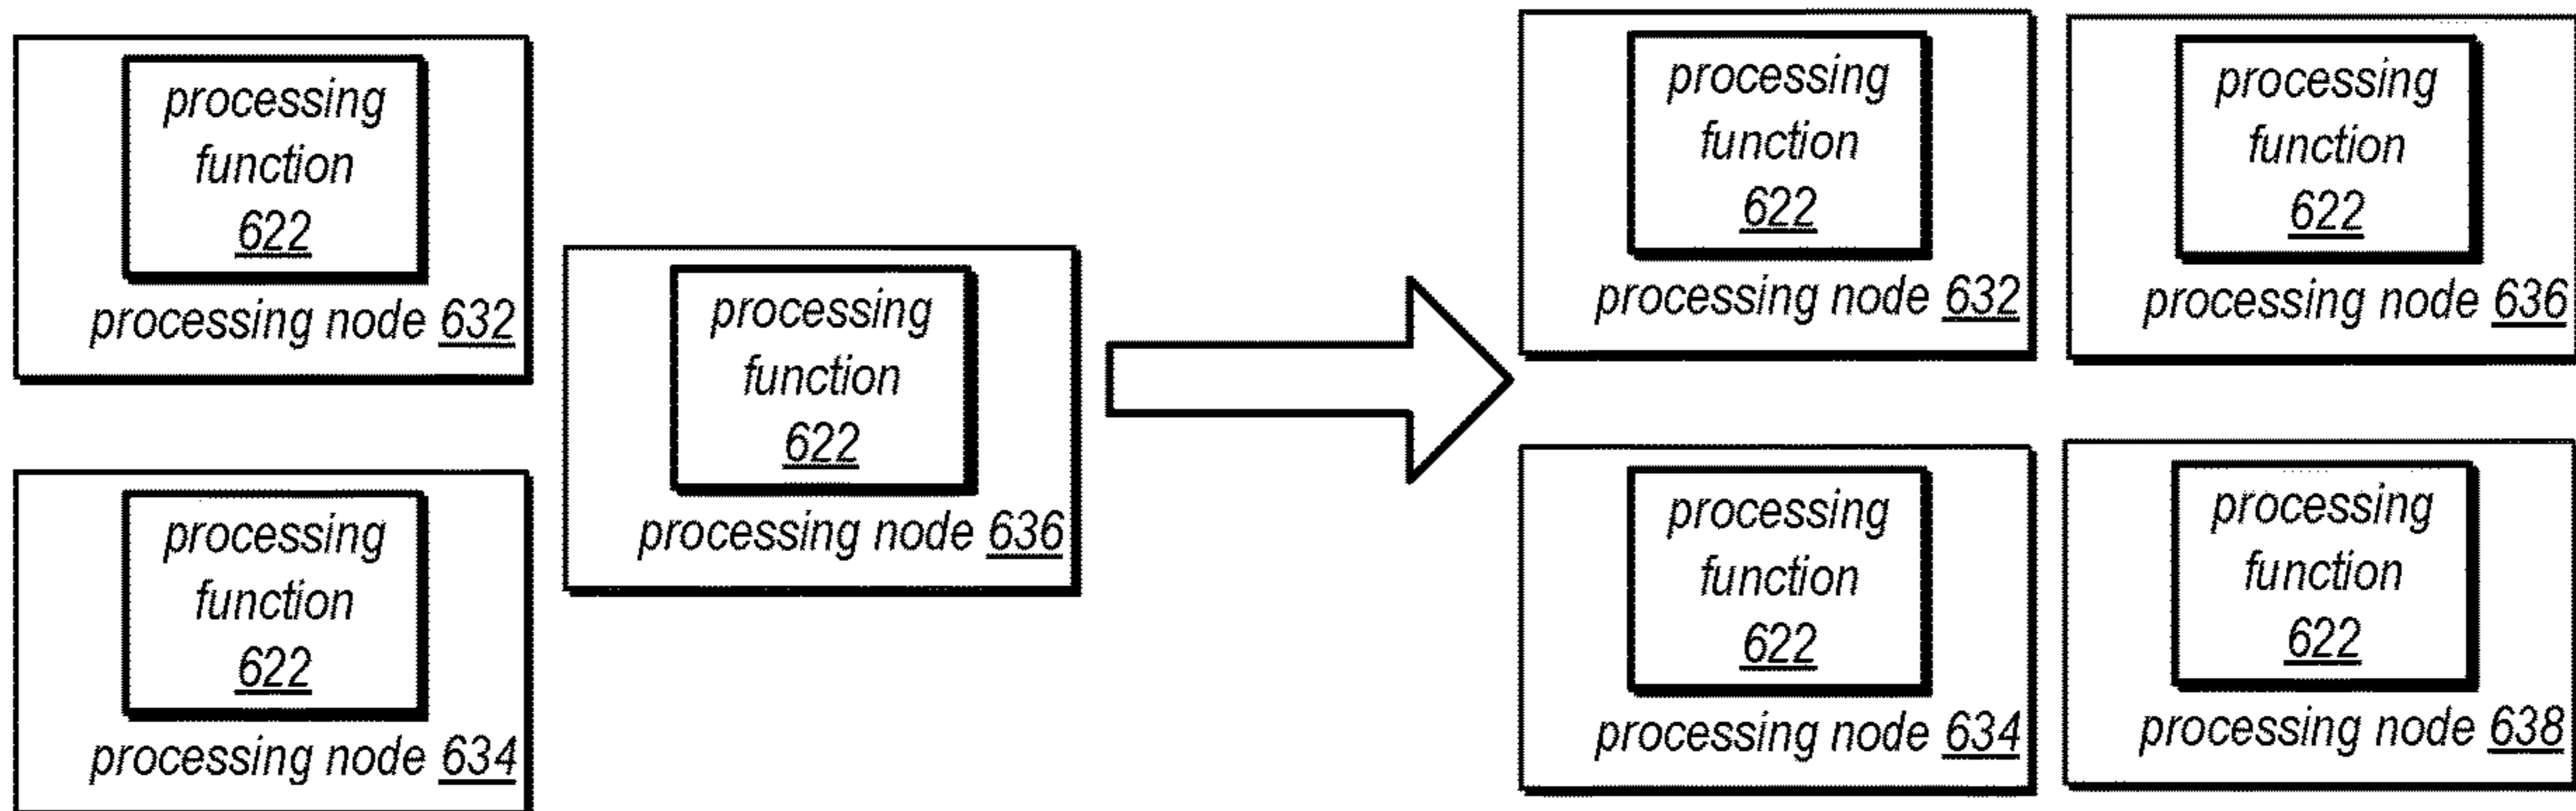 processing
function
622
processing node 632
processing
function
622
processing node 634
processing
function
622
processing node 636
processing
function
622
processing node 632
processing
function
622
processing node 636
processing
function
622
processing node 634
processing
function
622
processing node 638